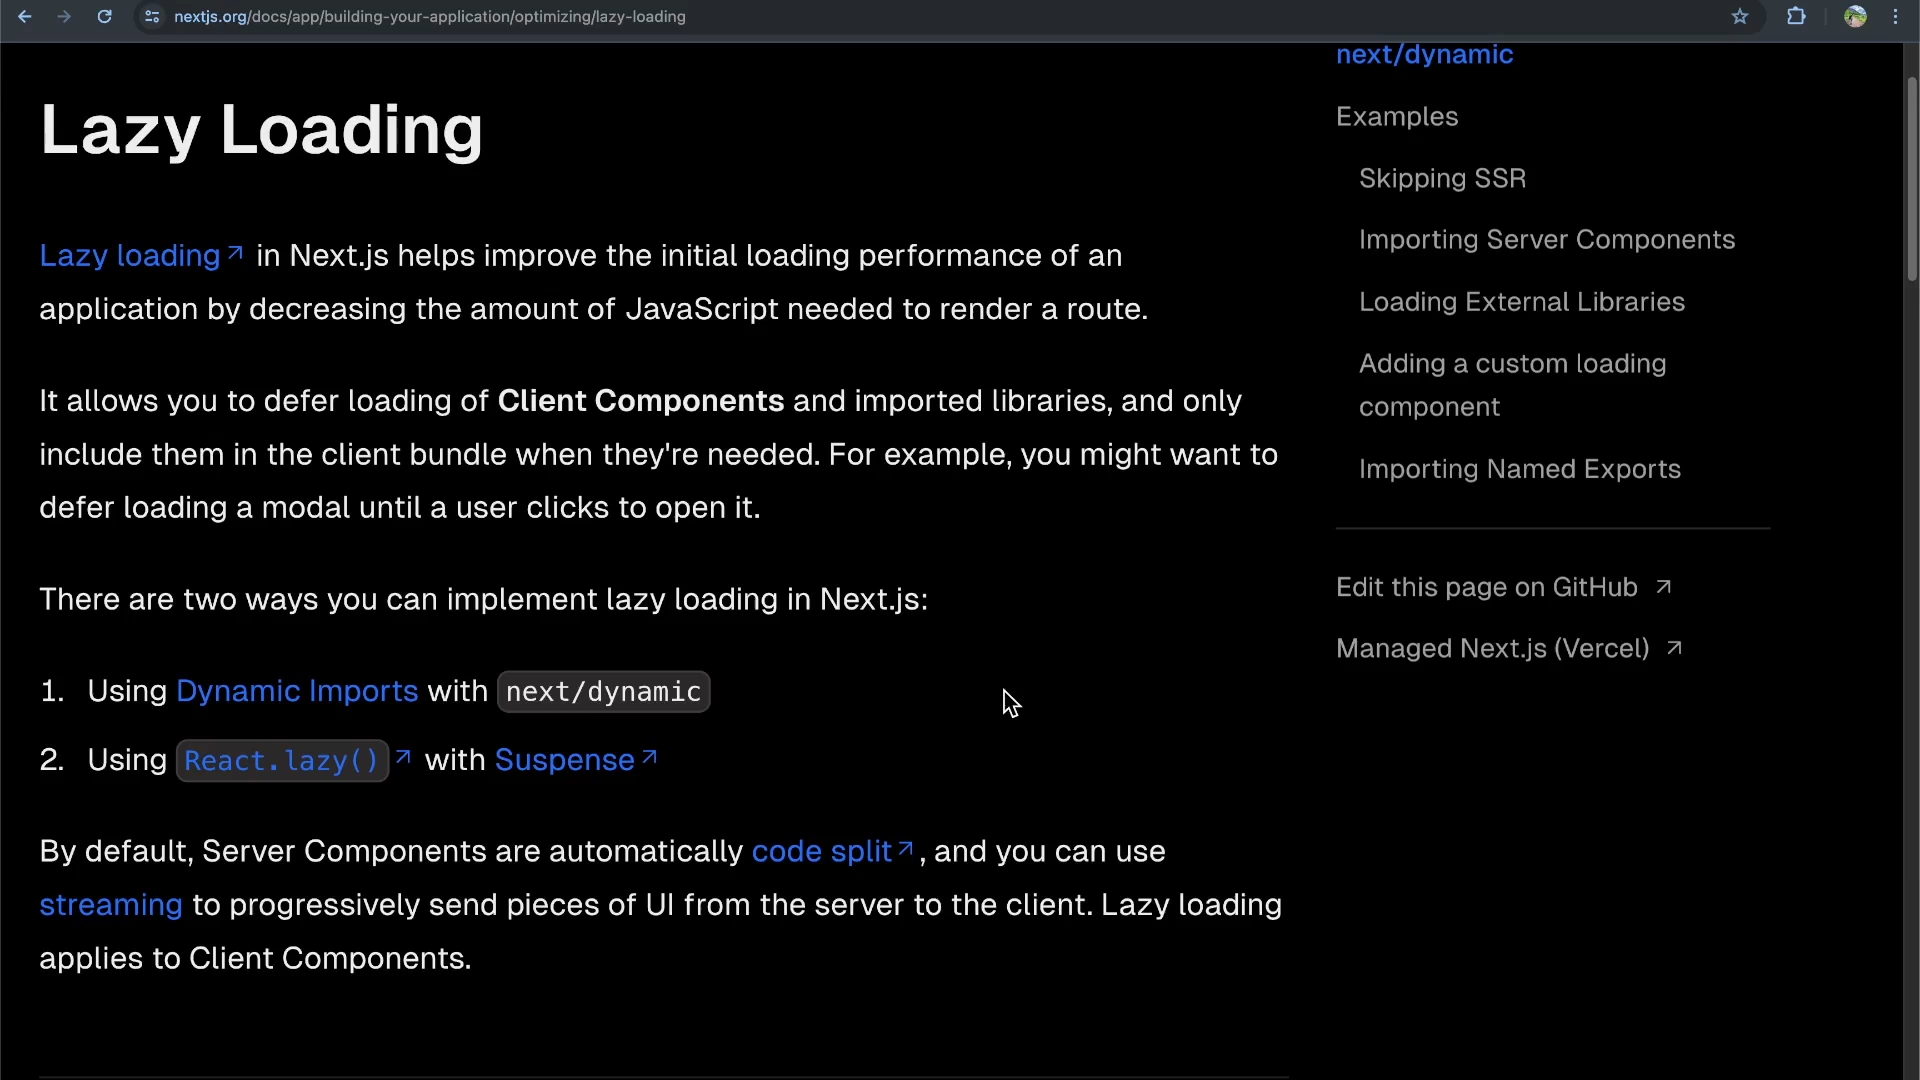 nextjs.org/docs/app/building-your-application/optimizing/lazy-loading
Lazy Loading
Lazy loading in Next.js helps improve the initial loading performance of an
application by decreasing the amount of JavaScript needed to render a route.
It allows you to defer loading of Client Components and imported libraries, and only
include them in the client bundle when they're needed. For example, you might want to
defer loading a modal until a user clicks to open it.
There are two ways you can implement lazy loading in Next.js:
1. Using Dynamic Imports with next/dynamic
2. Using React.lazy() with Suspense
By default, Server Components are automatically code split, and you can use
streaming to progressively send pieces of UI from the server to the client. Lazy loading
applies to Client Components.
next/dynamic
Examples
Skipping SSR
Importing Server Components
Loading External Libraries
Adding a custom loading
component
Importing Named Exports
Edit this page on GitHub
Managed Next.js (Vercel)